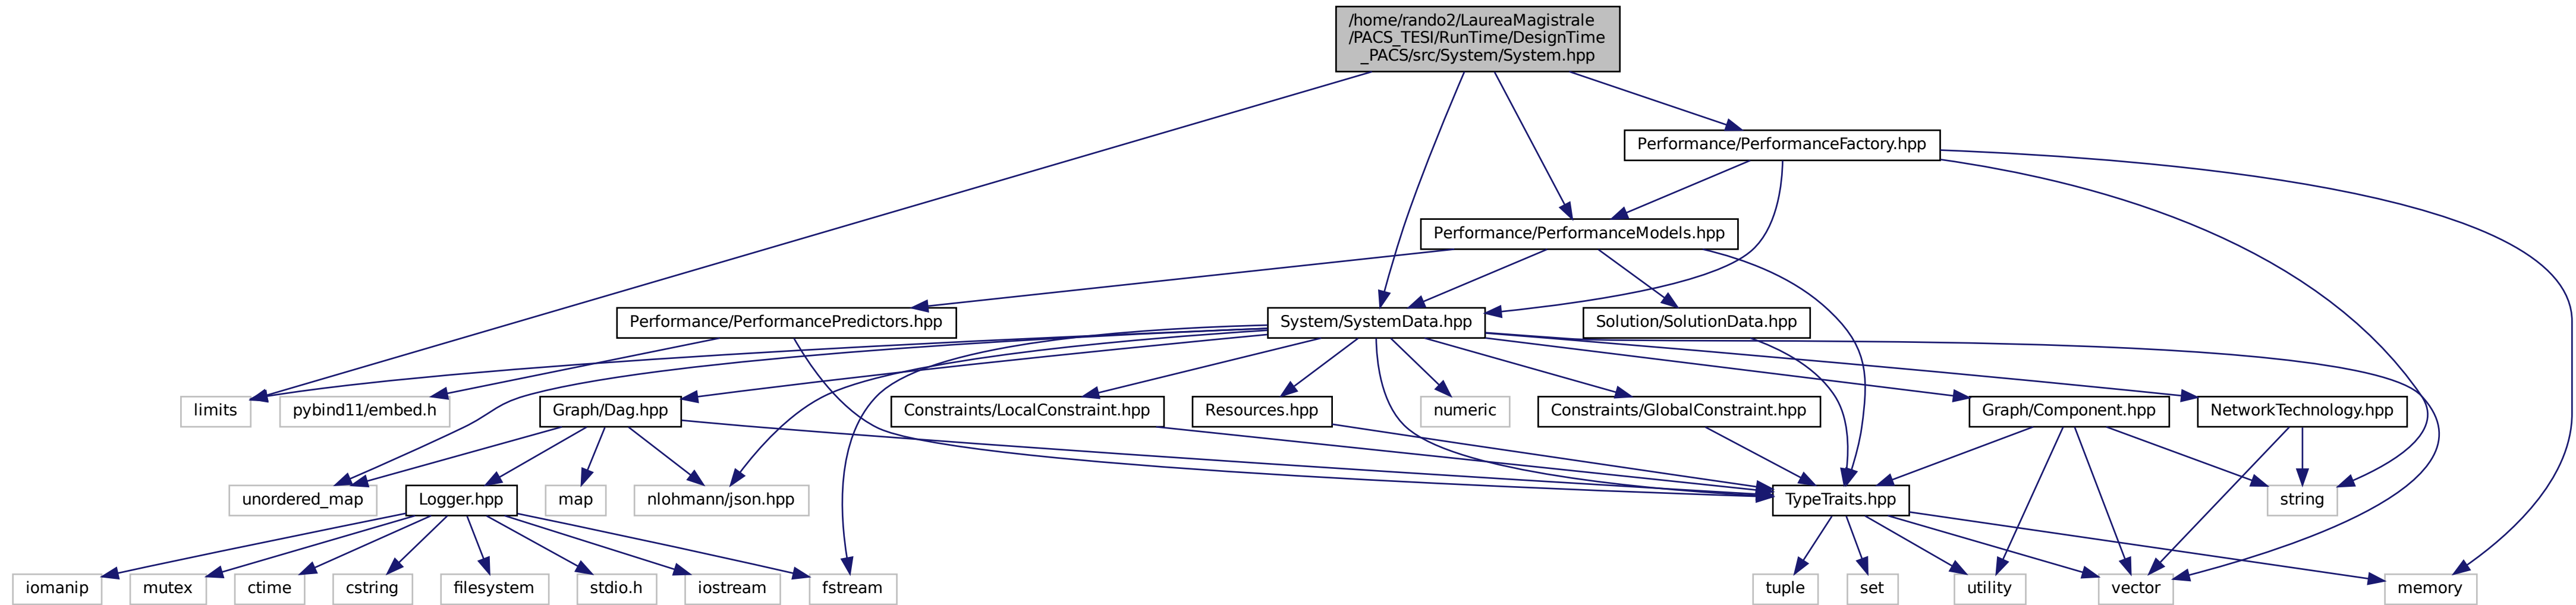 /home/rando2/LaureaMagistrale
/PACS_TESI/RunTime/DesignTime
_PACS/src/System/System.hpp
Performance/PerformanceFactory.hpp
Performance/PerformanceModels.hpp
Performance/PerformancePredictors.hpp
System/SystemData.hpp
Solution/SolutionData.hpp
limits
pybind11/embed.h
Graph/Dag.hpp
Constraints/LocalConstraint.hpp
Resources.hpp
numeric
Constraints/GlobalConstraint.hpp
Graph/Component.hpp
NetworkTechnology.hpp
unordered_map
Logger.hpp
map
nlohmann/json.hpp
TypeTraits.hpp
string
iomanip
mutex
ctime
cstring
filesystem
stdio.h
iostream
fstream
tuple
set
utility
vector
memory